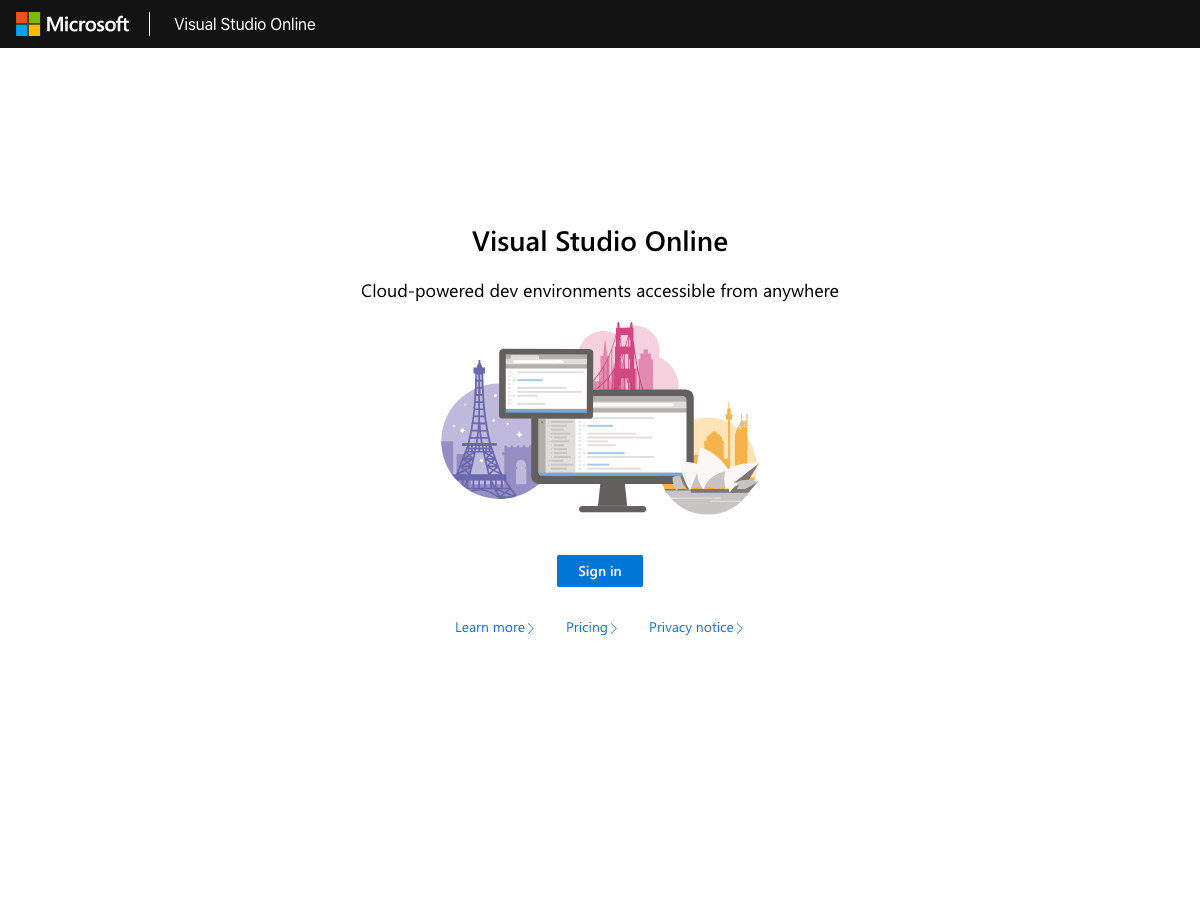 Microsoft
Visual Studio Online
Visual Studio Online
Cloud-powered dev environments accessible from anywhere
Sign in
Learn more
Pricing
Privacy notice